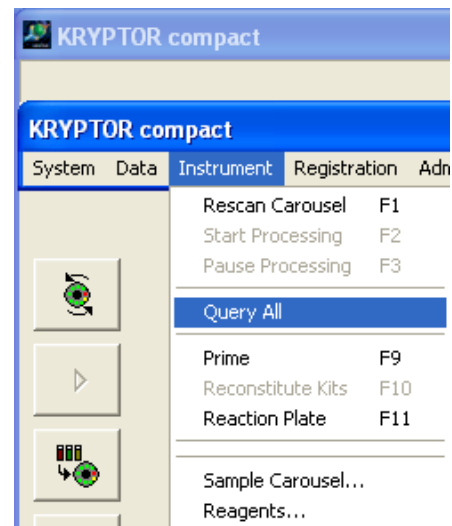 KRYPTOR compact
KRYPTOR compact
System Data Instrument Registration Adm
Rescan Carousel F1
Start Processing F2
Pause Processing F3
Query All
Prime F9
Reconstitute Kits F10
Reaction Plate F11
Sample Carousel...
Reagents...